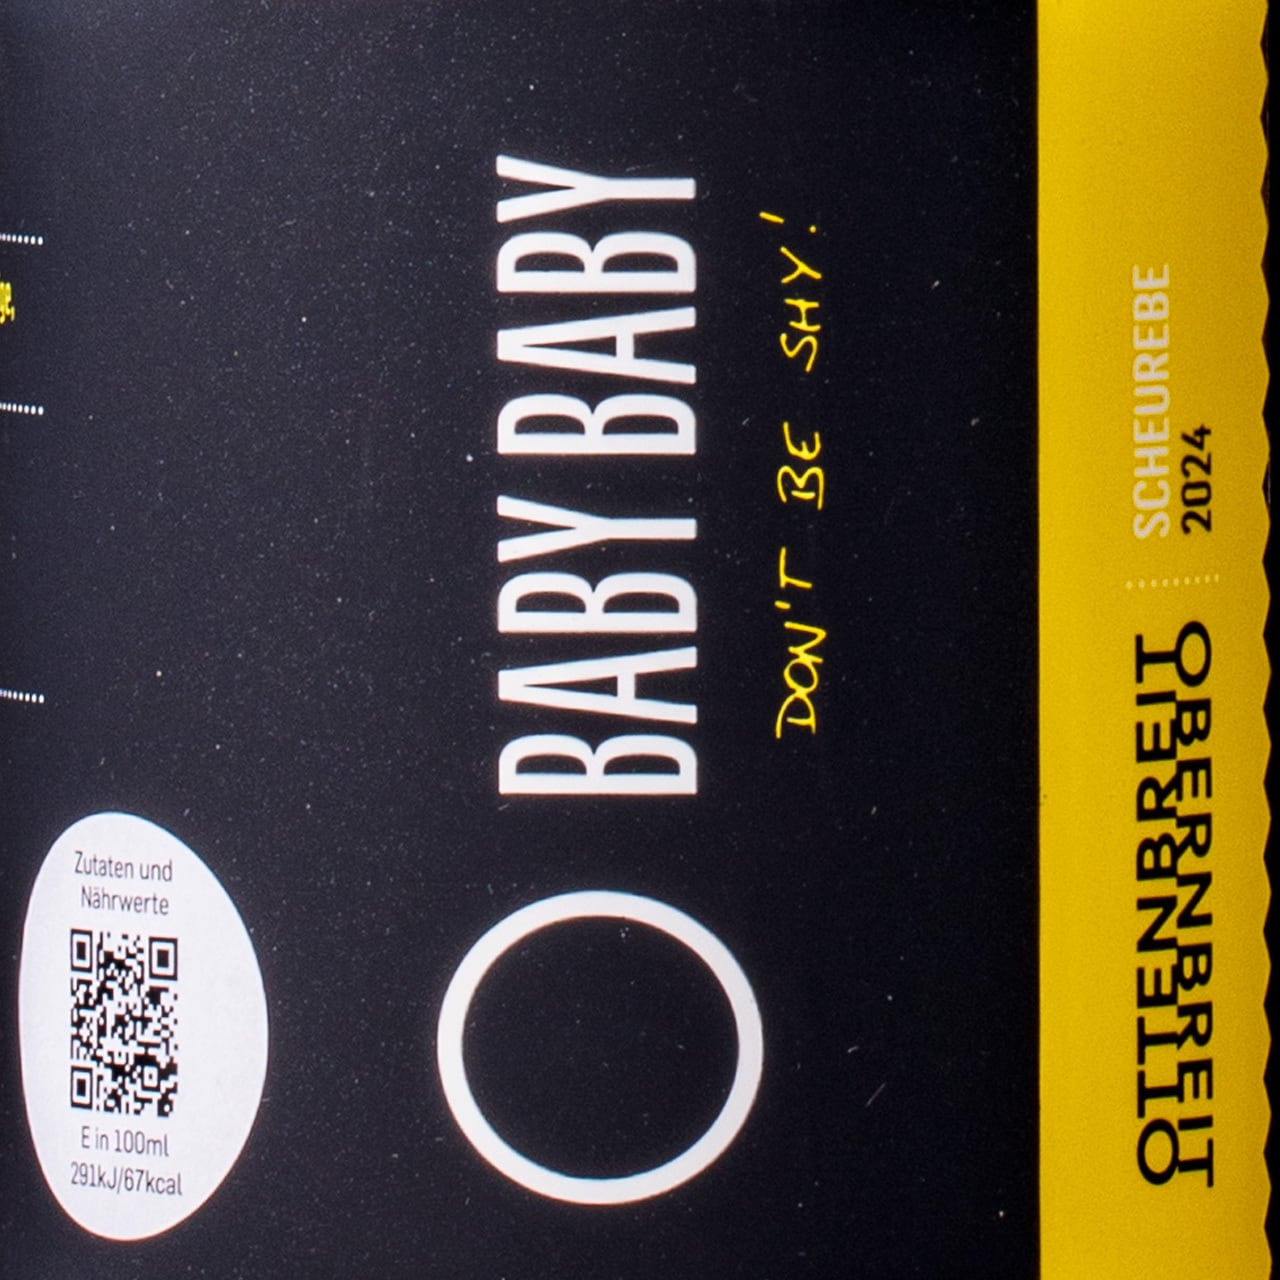 O BABY BABY
DON'T BE SHY!
SCHEUREBE
2024
OTTENBREIT
OBERNBREIT
Zutaten und
Nährwerte
E in 100ml
291kJ/67kcal